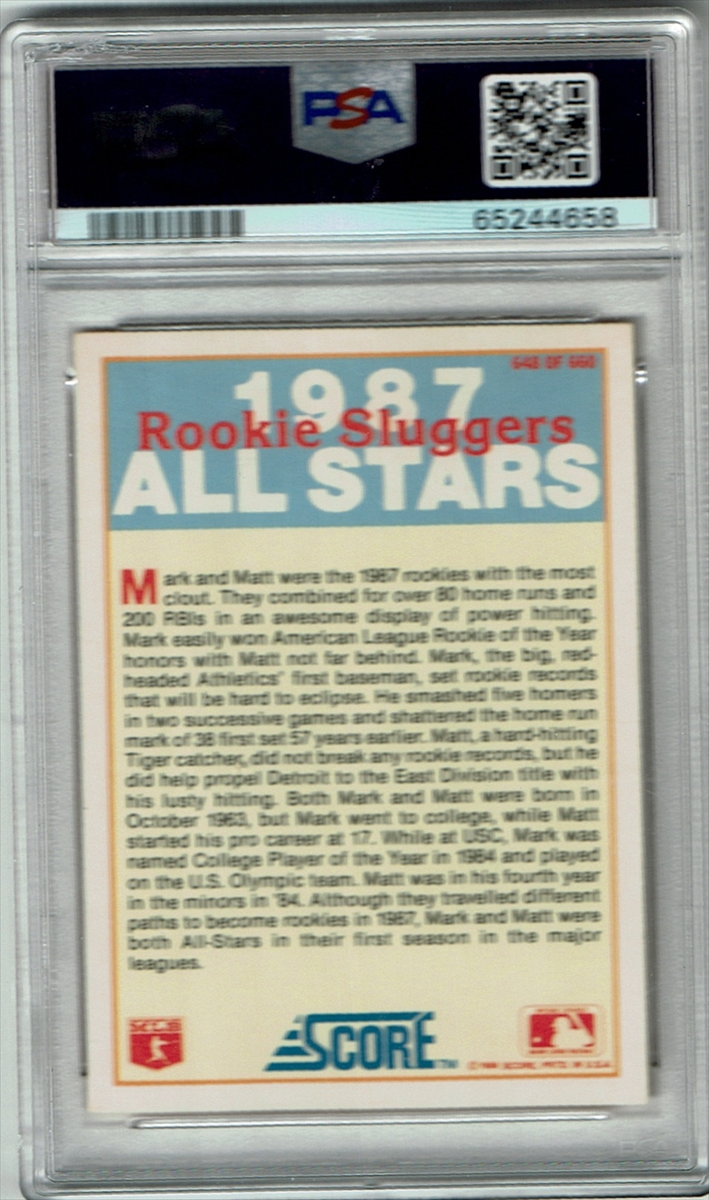 PSA
65244658
648 OF 660
1987
Rookie Sluggers
ALL STARS
Mark and Matt were the 1987 rookies with the most
clout. They combined for over 80 home runs and
200 RBIs in an awesome display of power hitting.
Mark easily won American League Rookie of the Year
honors with Matt not far behind. Mark, the big, red-
headed Athletics' first baseman, set rookie records
that will be hard to eclipse. He smashed five homers
in two successive games and shattered the home run
mark of 38 first set 57 years earlier. Matt, a hard-hitting
Tiger catcher, did not break any rookie records, but he
did help propel Detroit to the East Division title with
his lusty hitting. Both Mark and Matt were born in
October 1963, but Mark went to college, while Matt
started his pro career at 17. While at USC, Mark was
named College Player of the Year in 1984 and played
on the U.S. Olympic team. Matt was in his fourth year
in the minors in '84. Although they travelled different
paths to become rookies in 1987, Mark and Matt were
both All-Stars in their first season in the major
leagues.
SCORE™